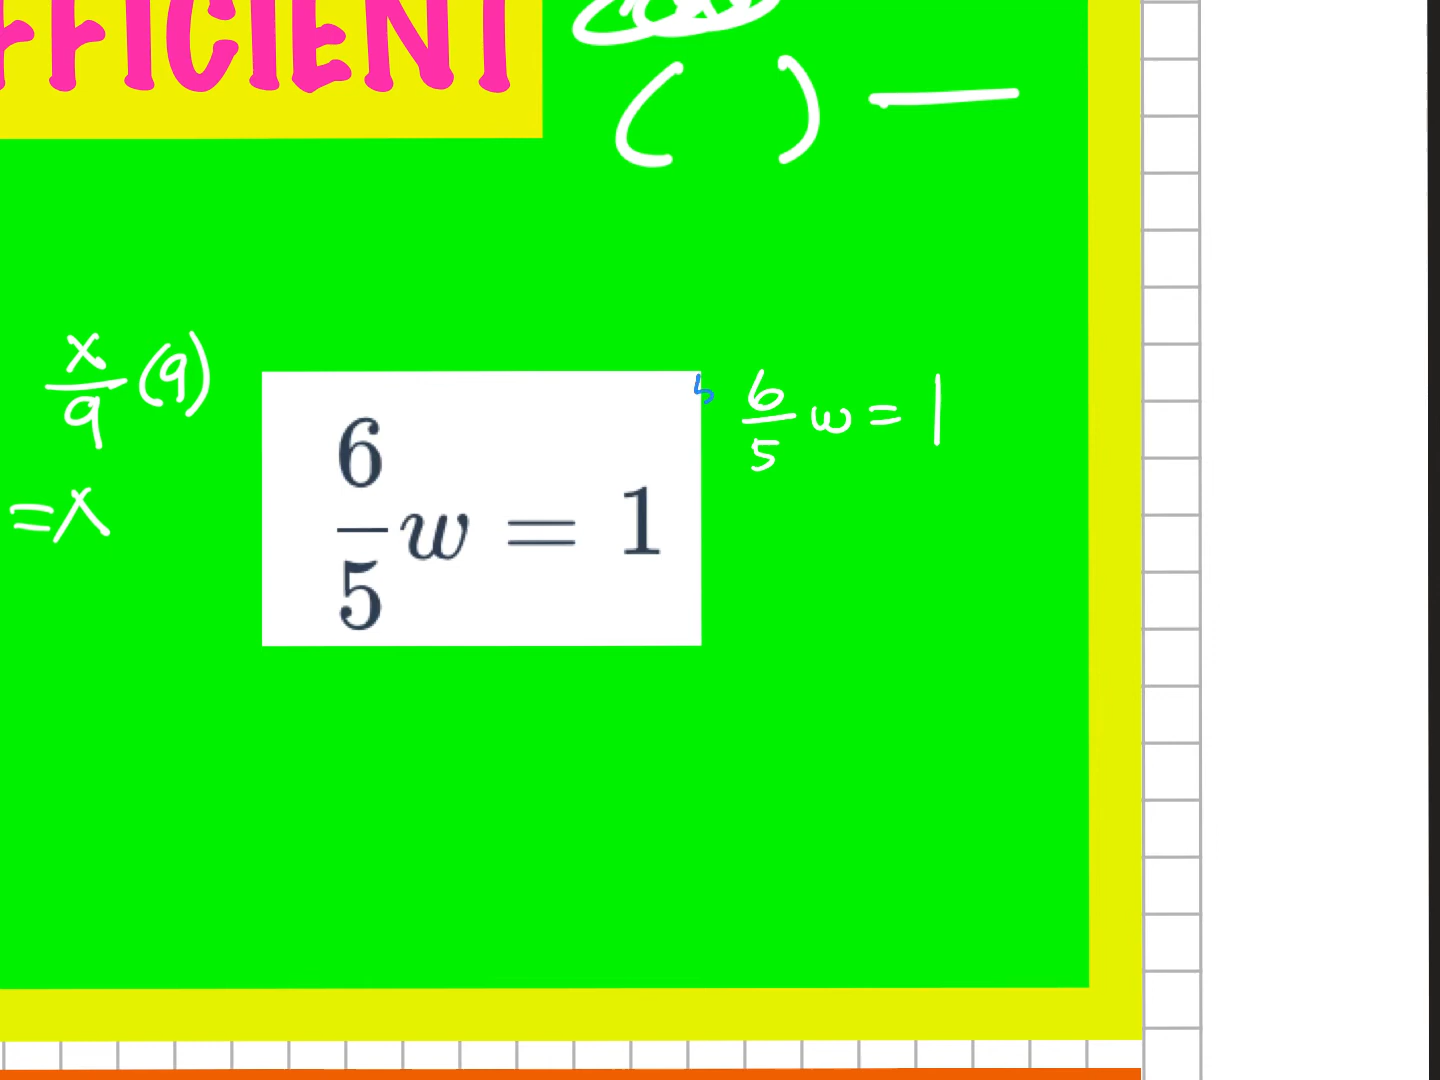 FFICIENT
( ) —
x/9 (9)
= x
6/5 w = 1
6/5 w = 1